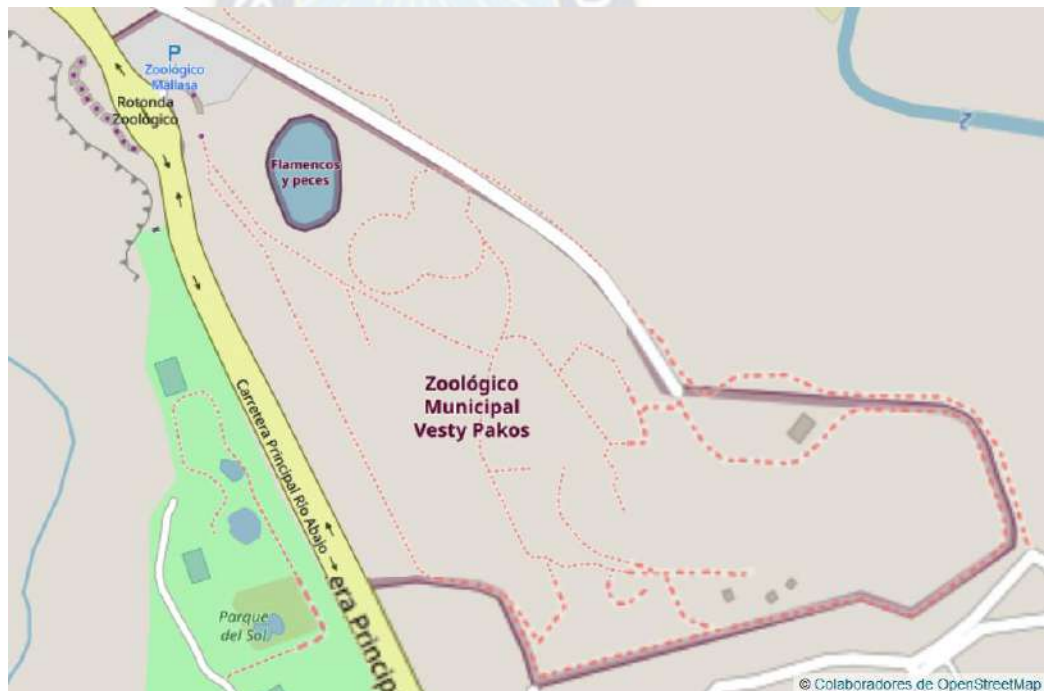 P
Zoológico
Mallasa
Rotonda
Zoológico
Flamencos
y peces
2
Zoológico
Municipal
Vesty Pakos
Carretera Principal Río Abajo
era Princip
Parque
del Sol
© Colaboradores de OpenStreetMap